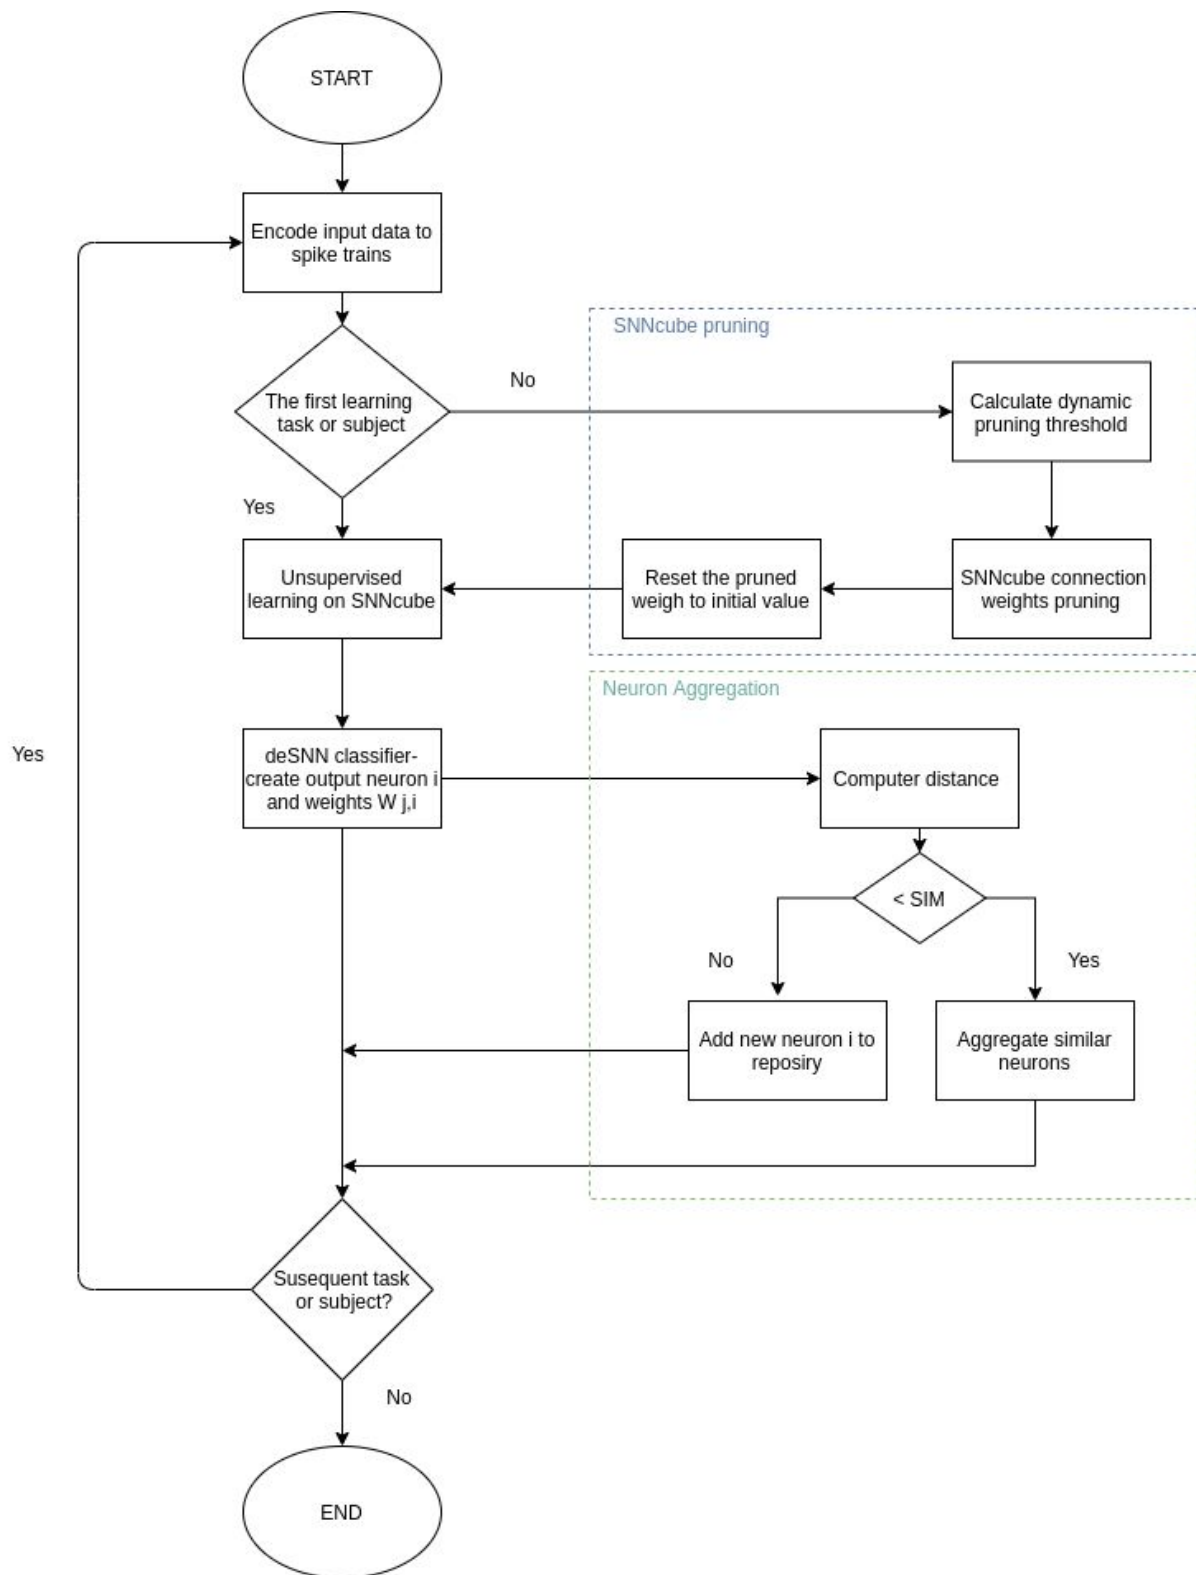 START
Encode input data to
spike trains
SNNcube pruning
The first learning
task or subject
No
Calculate dynamic
pruning threshold
Yes
Unsupervised
learning on SNNcube
Reset the pruned
weigh to initial value
SNNcube connection
weights pruning
Neuron Aggregation
Yes
deSNN classifier-
create output neuron i
and weights W j,i
Computer distance
< SIM
No
Yes
Add new neuron i to
reposiry
Aggregate similar
neurons
Susequent task
or subject?
No
END